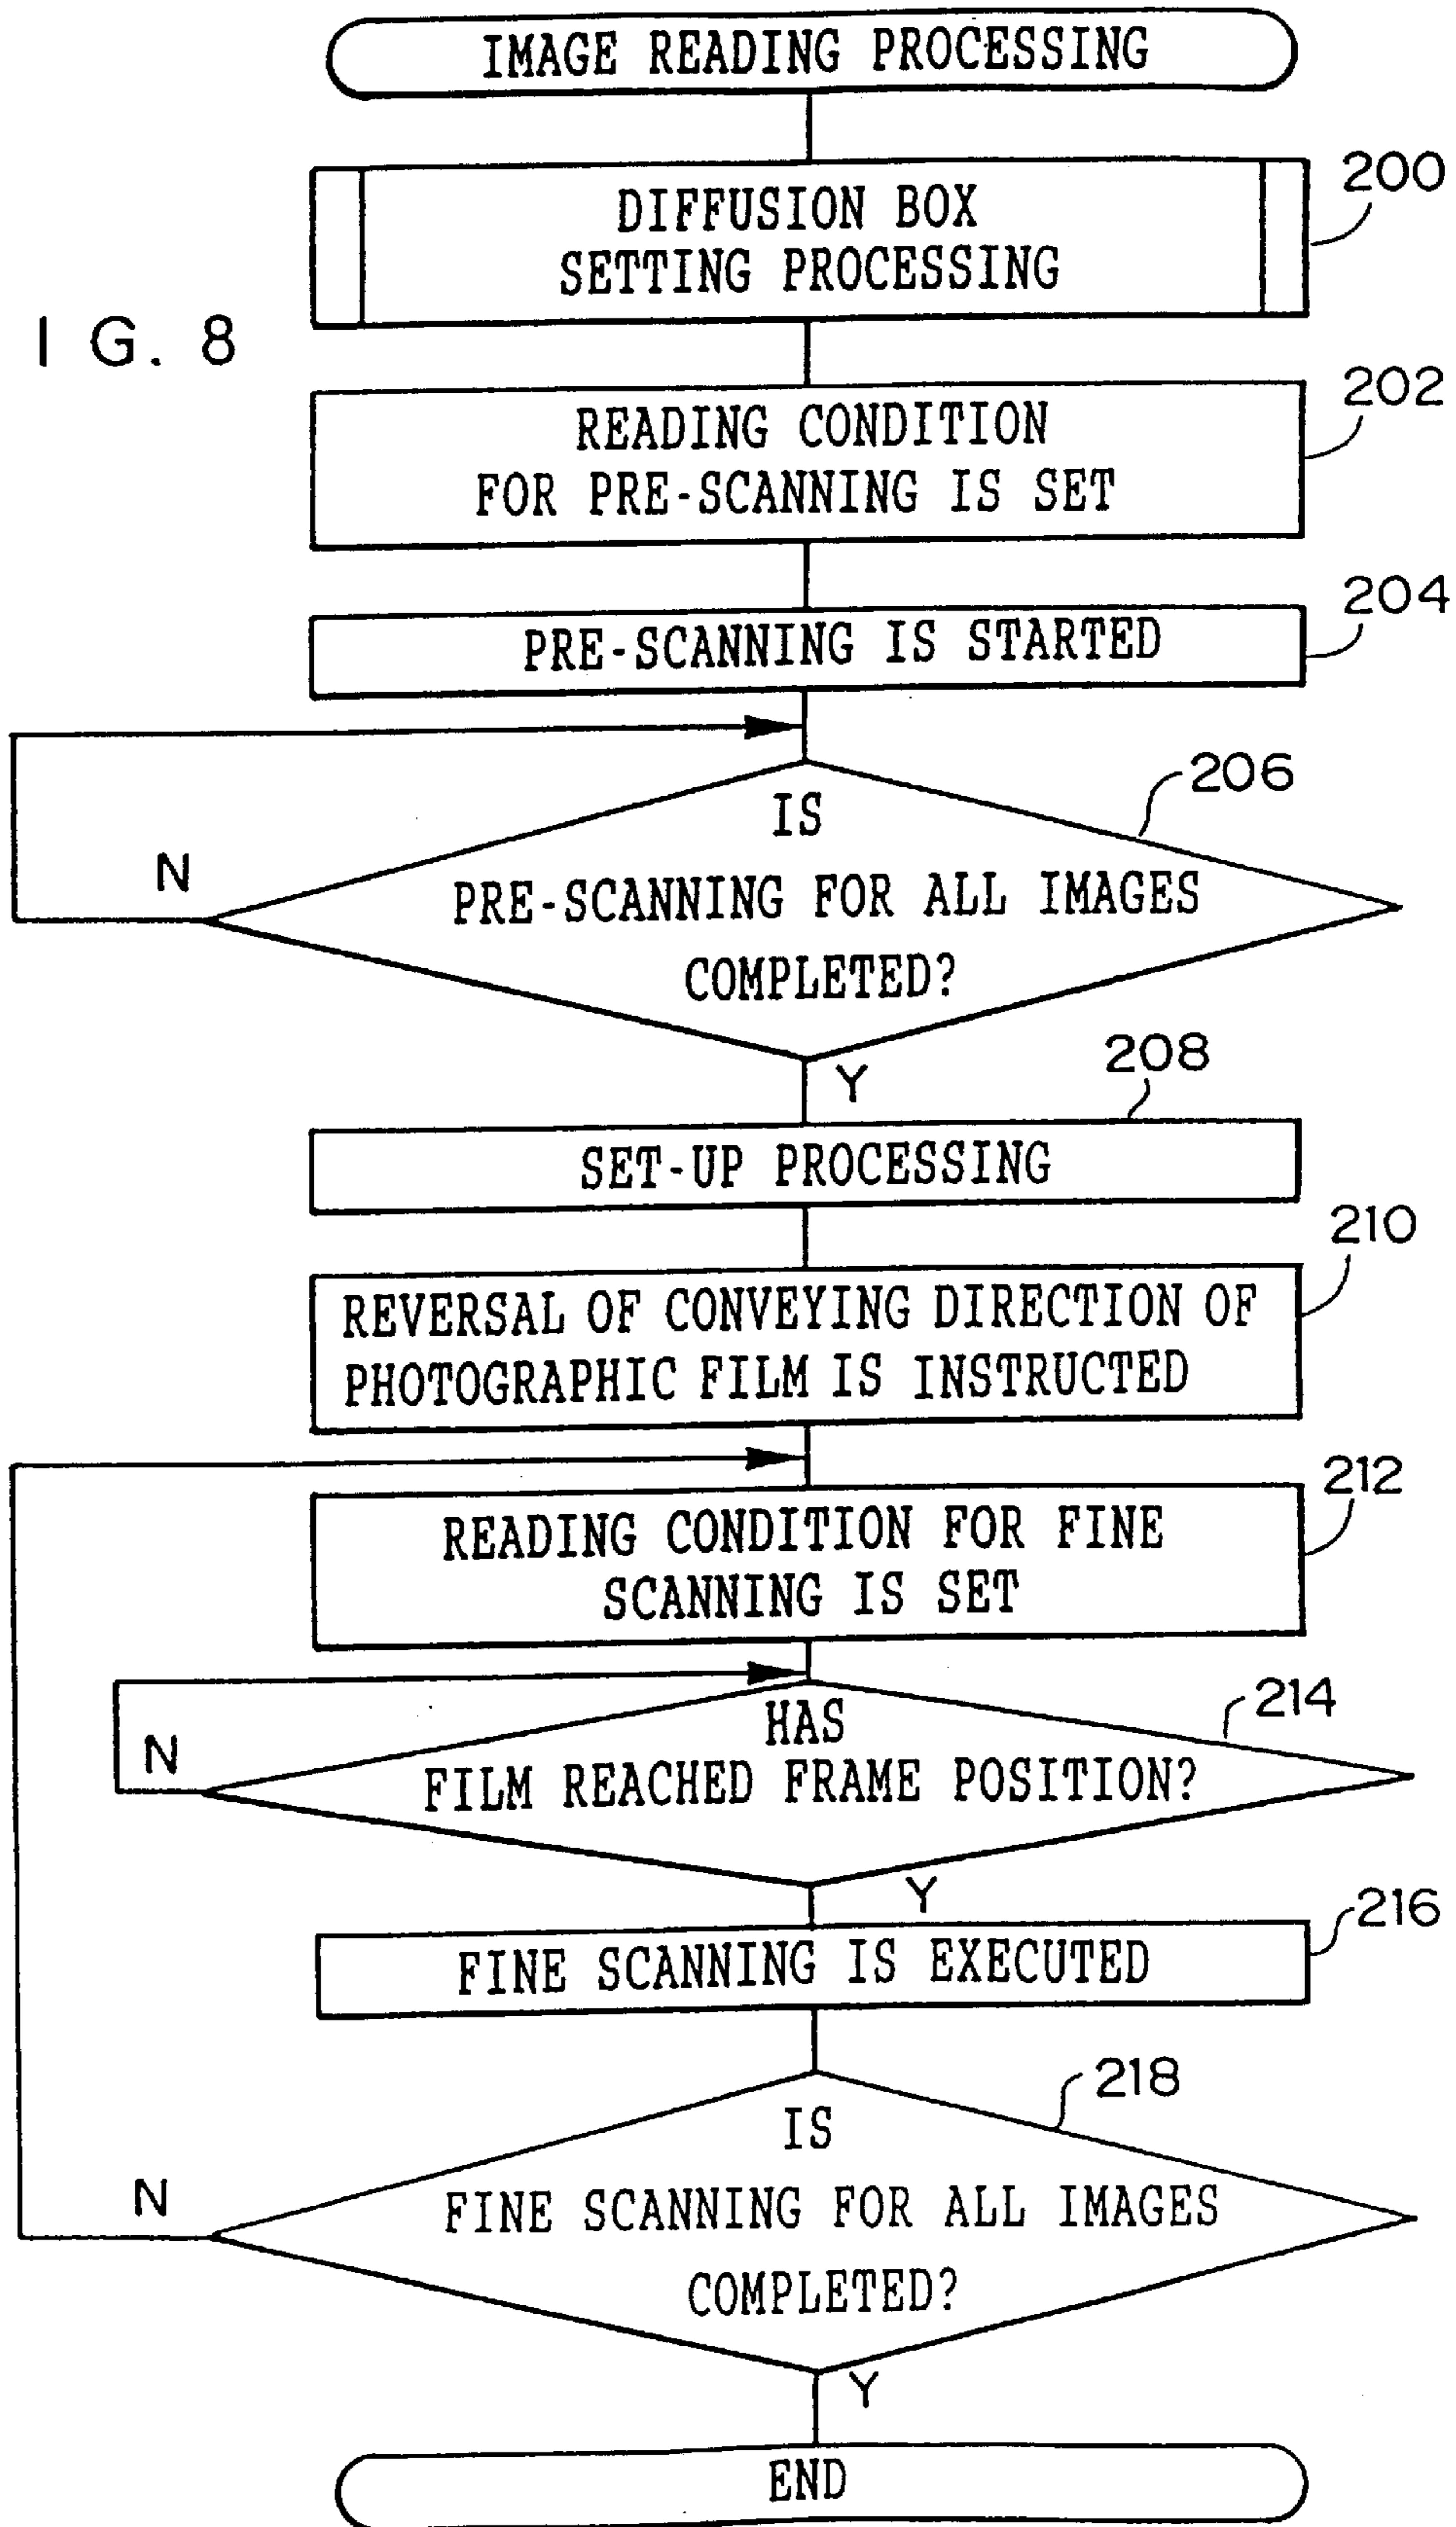 IMAGE READING PROCESSING
200
DIFFUSION BOX
SETTING PROCESSING
I G. 8
202
READING CONDITION
FOR PRE-SCANNING IS SET
204
PRE-SCANNING IS STARTED
206
IS
N
PRE-SCANNING FOR ALL IMAGES
COMPLETED?
208
Y
SET-UP PROCESSING
210
REVERSAL OF CONVEYING DIRECTION OF
PHOTOGRAPHIC FILM IS INSTRUCTED
212
READING CONDITION FOR FINE
SCANNING IS SET
214
HAS
N
FILM REACHED FRAME POSITION?
Y
216
FINE SCANNING IS EXECUTED
218
IS
N
FINE SCANNING FOR ALL IMAGES
COMPLETED?
Y
END